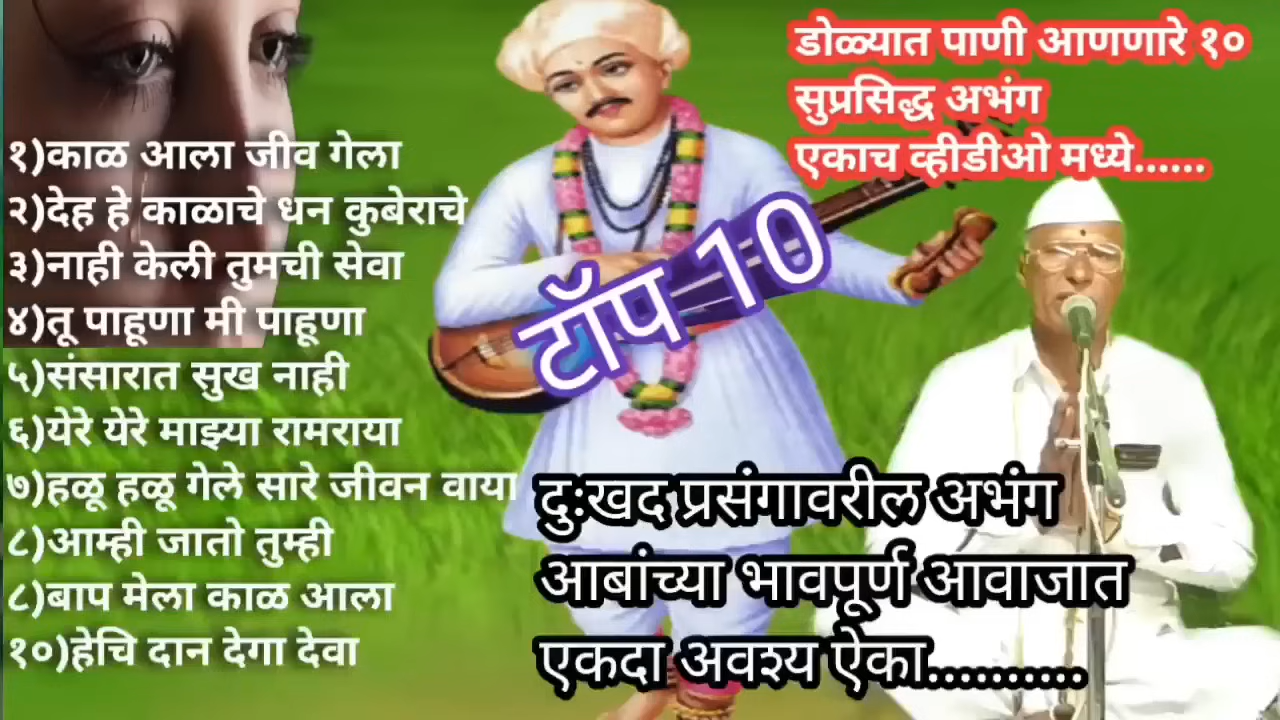 डोळ्यात पाणी आणणारे १०
सुप्रसिद्ध अभंग
एकाच व्हीडीओ मध्ये......
१)काळ आला जीव गेला
२)देह हे काळाचे धन कुबेराचे
३)नाही केली तुमची सेवा
४)तू पाहूणा मी पाहूणा
५)संसारात सुख नाही
६)येरे येरे माझ्या रामराया
७)हळू हळू गेले सारे जीवन वाया
८)आम्ही जातो तुम्ही
८)बाप मेला काळ आला
१०)हेचि दान देगा देवा
टॉप 10
दुःखद प्रसंगावरील अभंग
आबांच्या भावपूर्ण आवाजात
एकदा अवश्य ऐका..........